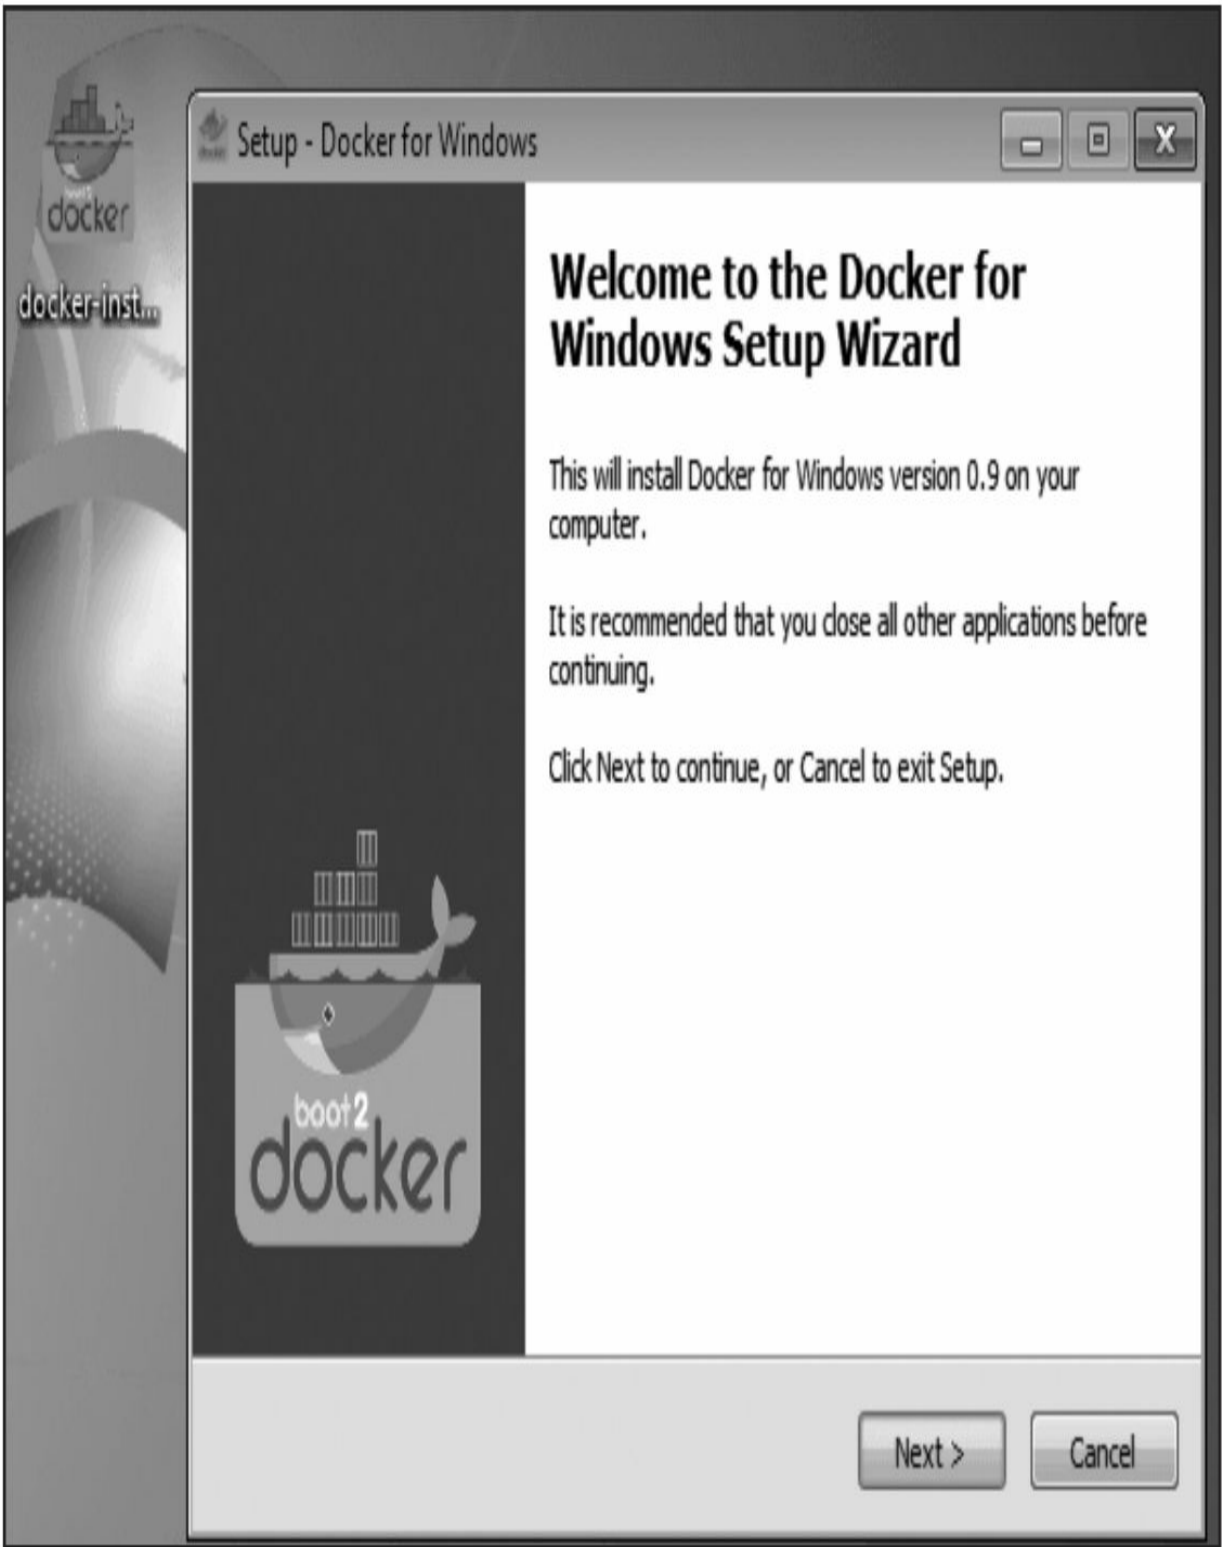 docker
docker-inst...
Setup - Docker for Windows
Welcome to the Docker for
Windows Setup Wizard
This will install Docker for Windows version 0.9 on your
computer.
It is recommended that you close all other applications before
continuing.
Click Next to continue, or Cancel to exit Setup.
boot2
docker
Next >
Cancel